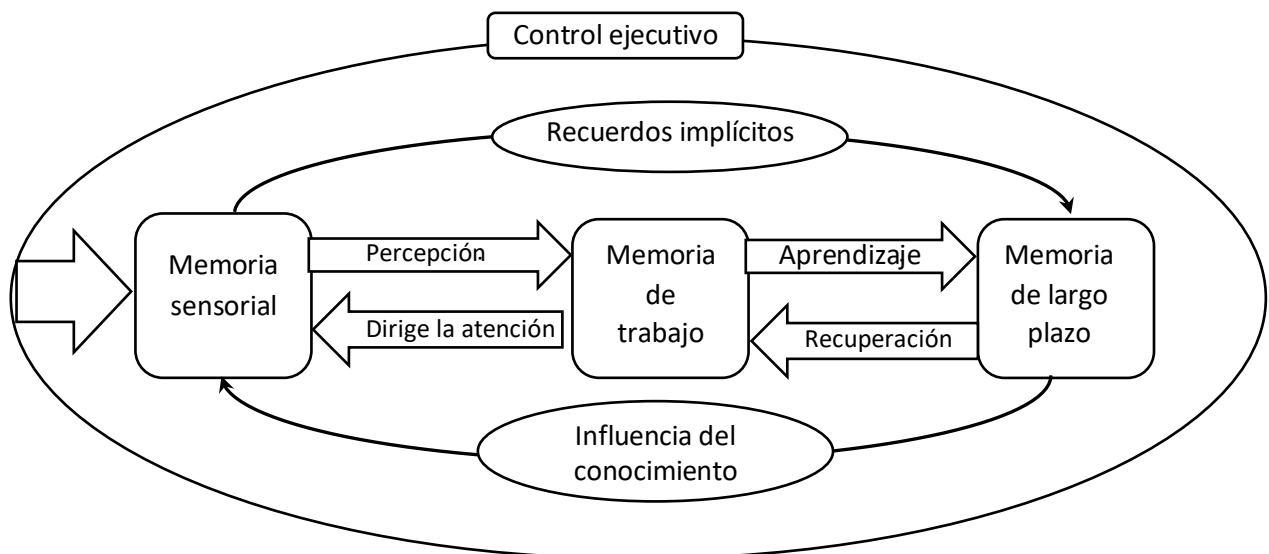 Control ejecutivo
Recuerdos implícitos
Memoria
sensorial
Percepción
Dirige la atención
Memoria
de
trabajo
Aprendizaje
Recuperación
Memoria
de largo
plazo
Influencia del
conocimiento